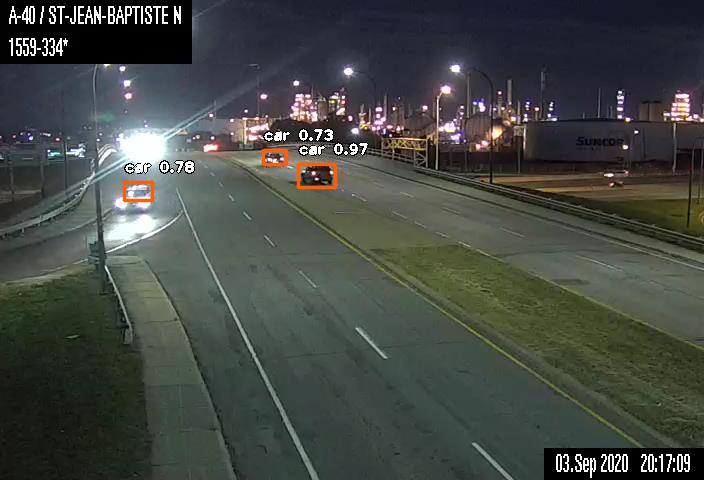 A-40 / ST-JEAN-BAPTISTE N
1559-334*
car 0.73
car 0.97
car 0.78
SUNCOR
03.Sep 2020 20:17:09